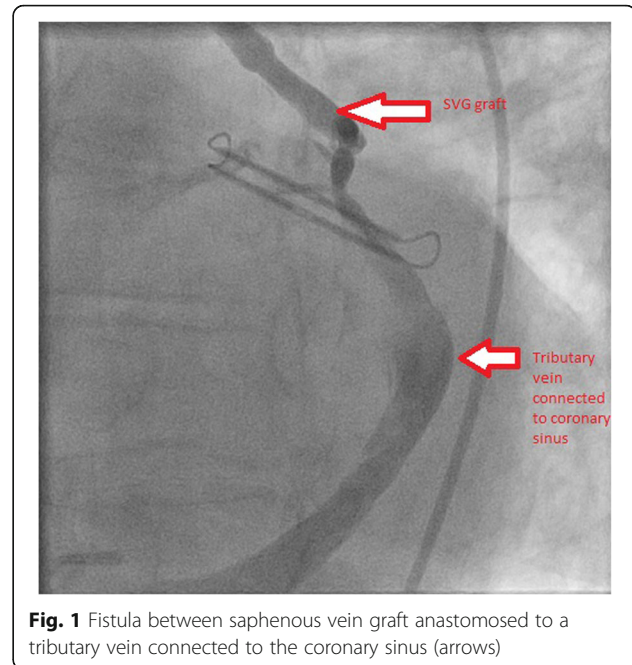 SVG graft
Tributary
vein
connected
to coronary
sinus
Fig. 1 Fistula between saphenous vein graft anastomosed to a
tributary vein connected to the coronary sinus (arrows)